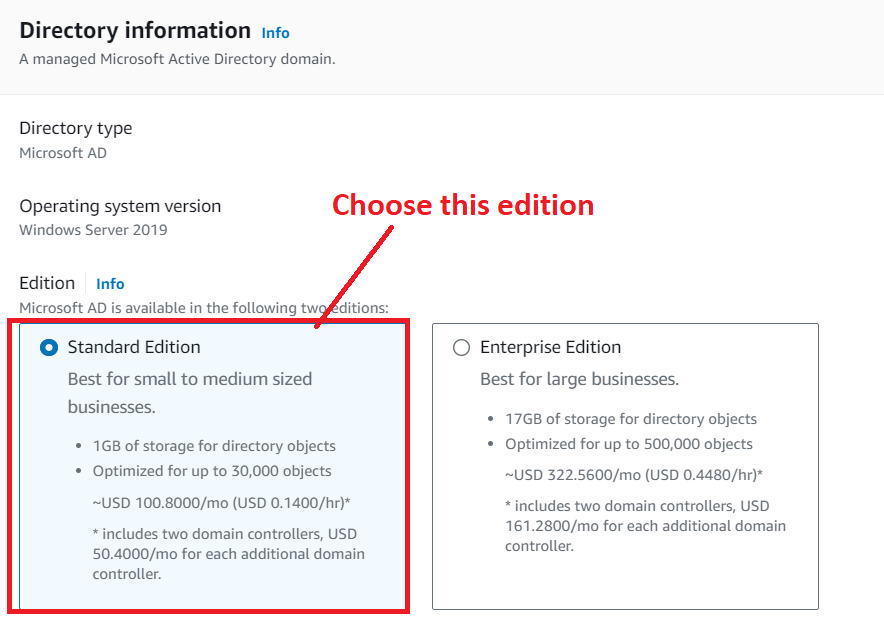 Directory information Info
A managed Microsoft Active Directory domain.
Directory type
Microsoft AD
Operating system version
Windows Server 2019
Choose this edition
Edition Info
Microsoft AD is available in the following two editions:
Standard Edition
Best for small to medium sized
businesses.
• 1GB of storage for directory objects
• Optimized for up to 30,000 objects
~USD 100.8000/mo (USD 0.1400/hr)*
* includes two domain controllers, USD
50.4000/mo for each additional domain
controller.
Enterprise Edition
Best for large businesses.
• 17GB of storage for directory objects
• Optimized for up to 500,000 objects
~USD 322.5600/mo (USD 0.4480/hr)*
* includes two domain controllers, USD
161.2800/mo for each additional domain
controller.